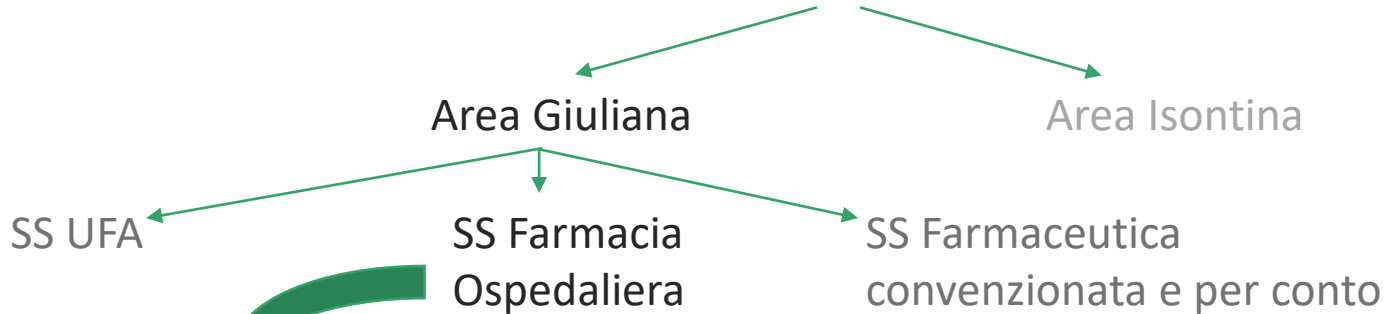 Area Giuliana
Area Isontina
SS UFA
SS Farmacia
Ospedaliera
SS Farmaceutica
convenzionata e per conto